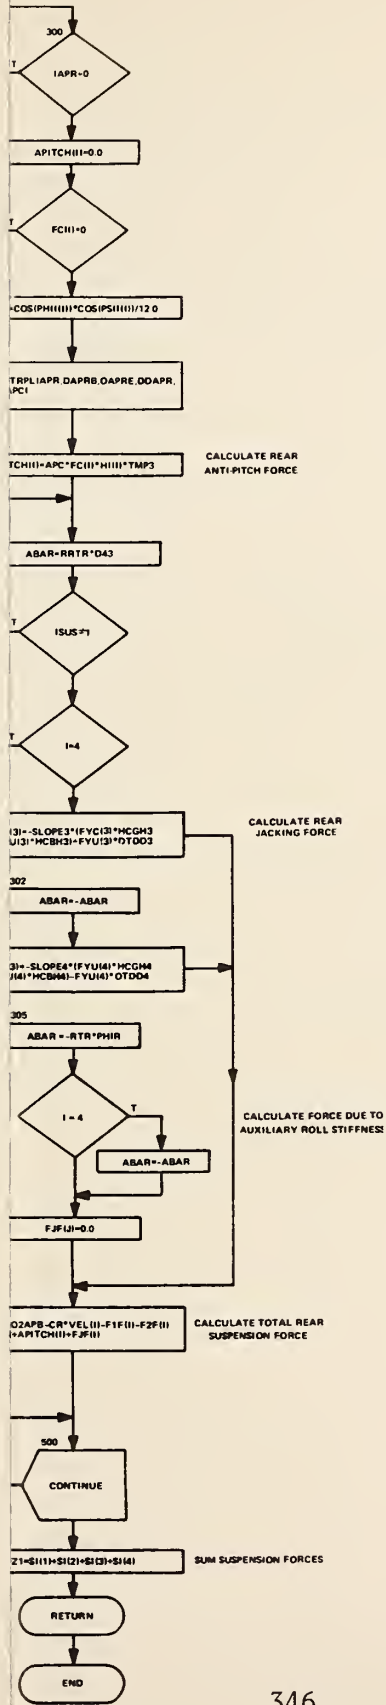 300
T
IAPR=0
APITCH(I)=0.0
T
FC(I)=0
=COS(PHI(I))*COS(PSI(I))/12.0
TRPL(APR,DAPRB,DAPRE,DDAPR,
APC)
TCH(I)=APC*FC(I)*H(I)*TMP3
CALCULATE REAR
ANTI-PITCH FORCE
ABAR=RRTR*D43
T
ISUS≠1
T
I=4
(3)=-SLOPE3*(FYC(3)*HCGH3
U(3)*HCBH3)+FYU(3)*DTDD3
CALCULATE REAR
JACKING FORCE
302
ABAR=-ABAR
3)=-SLOPE4*(FYU(4)*HCGH4
U(4)*HCBH4)-FYU(4)*DTDD4
305
ABAR=-RTR*PHIR
I = 4
T
CALCULATE FORCE DUE TO
AUXILIARY ROLL STIFFNESS
ABAR=-ABAR
FJF(J)=0.0
O2APB-CR*VEL(I)-F1F(I)-F2F(I)
+APITCH(I)+FJF(I)
CALCULATE TOTAL REAR
SUSPENSION FORCE
500
CONTINUE
Z1=SI(1)+SI(2)+SI(3)+SI(4)
SUM SUSPENSION FORCES
RETURN
END
346